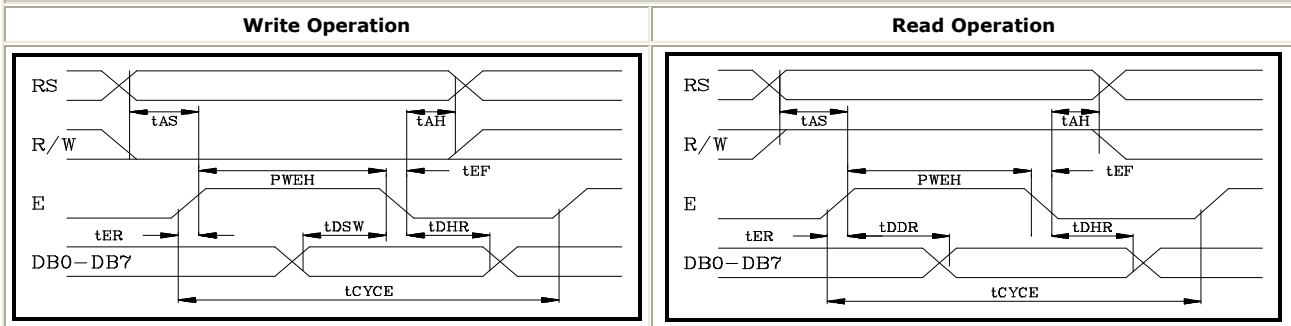 Write Operation
Read Operation
RS
tAS
tAH
R/W
tEF
PWEH
E
tER
tDSW
tDHR
DB0-DB7
tCYCE
RS
tAS
tAH
R/W
tEF
PWEH
E
tER
tDDR
tDHR
DB0-DB7
tCYCE